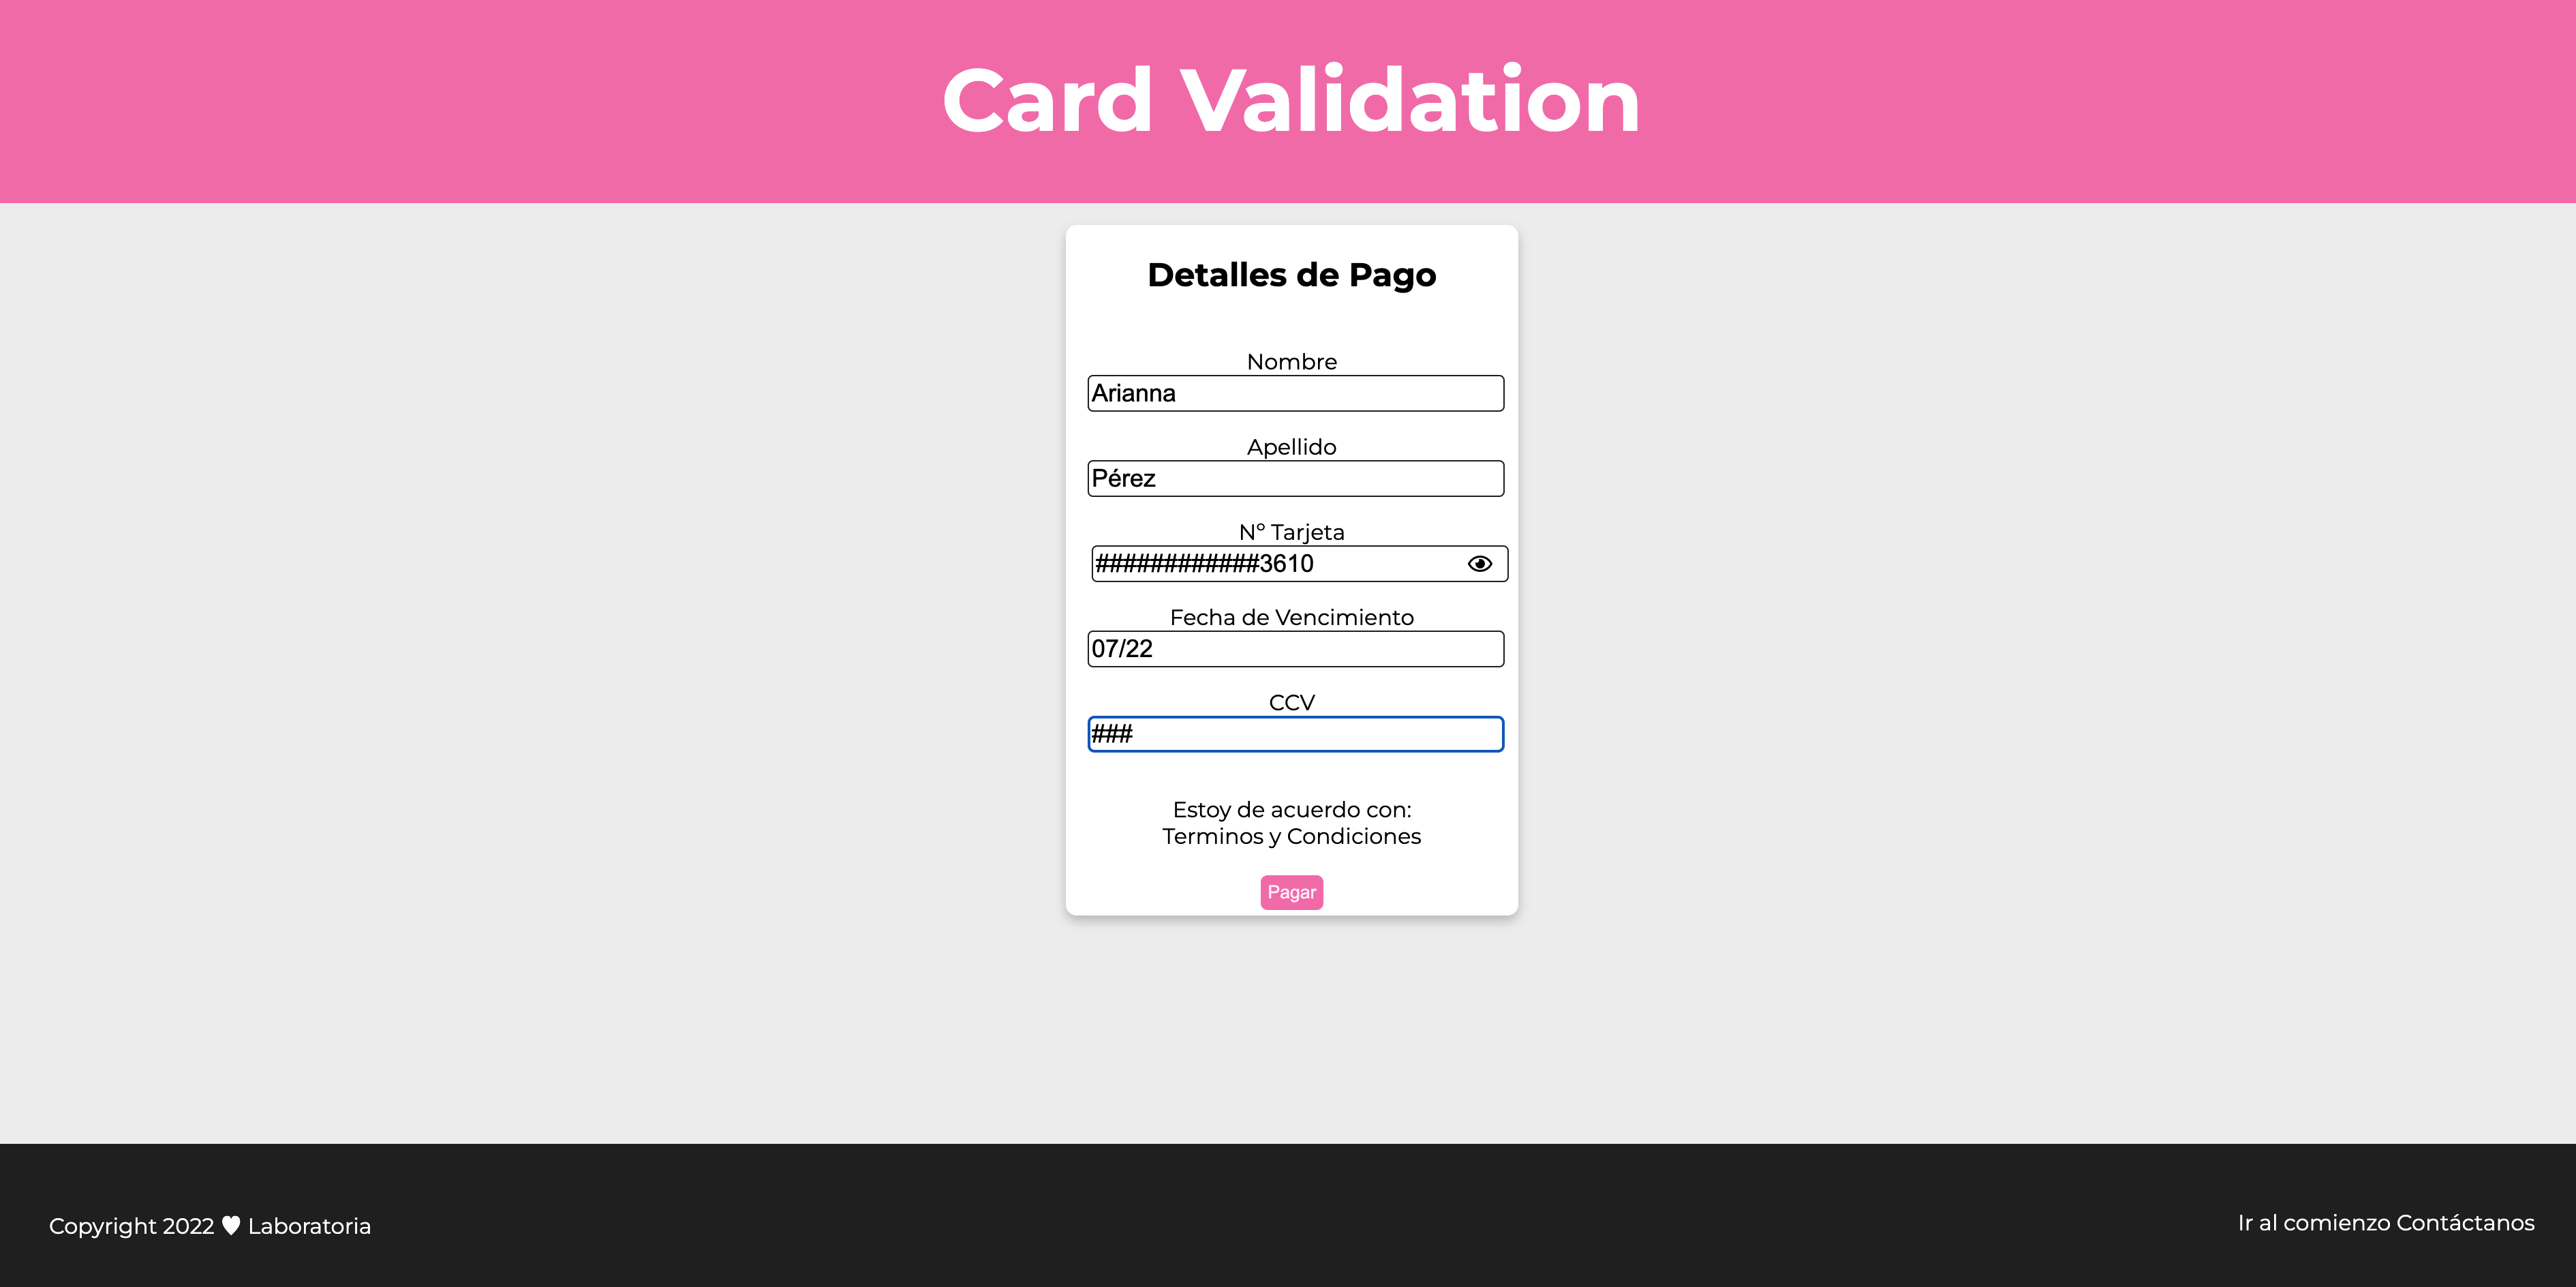 Card Validation
Detalles de Pago
Nombre
Arianna
Apellido
Pérez
Nº Tarjeta
############3610
Fecha de Vencimiento
07/22
CCV
###
Estoy de acuerdo con:
Terminos y Condiciones
Pagar
Copyright 2022 ♥ Laboratoria
Ir al comienzo Contáctanos